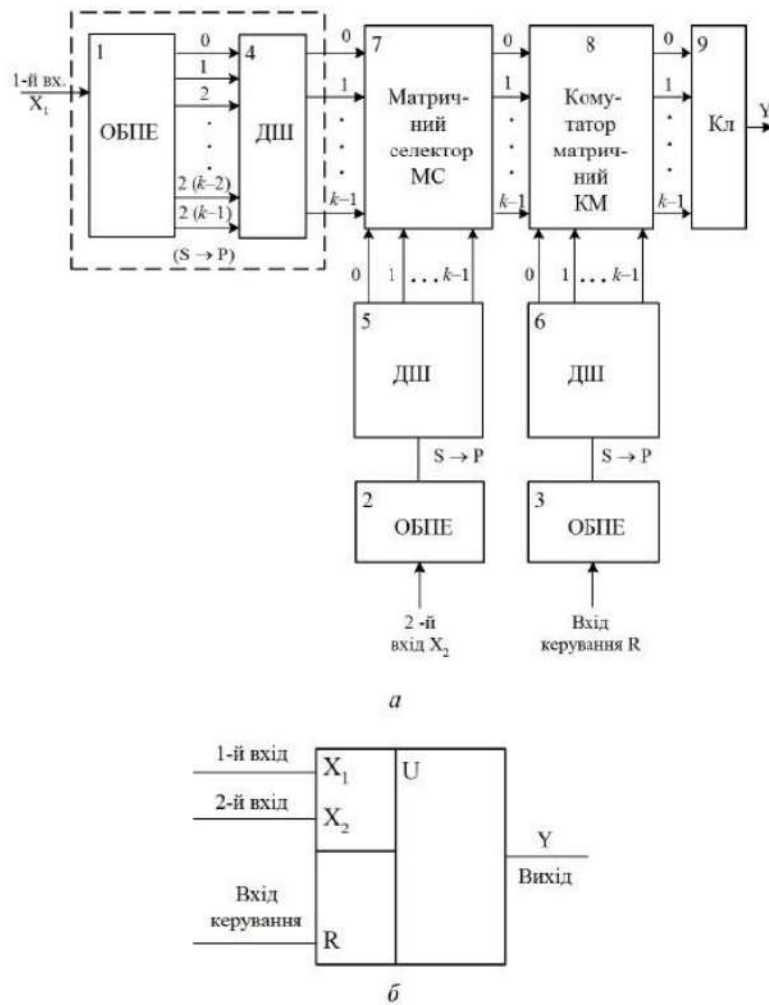 1
0
4
0
7
0
8
0
9
1-й вх.
X₁
1
2
ОБПЕ
ДШ
1
Матрич-
ний
селектор
МС
1
Кому-
татор
матрич-
ний
КМ
1
Кл
Y
2 (k–2)
2 (k–1)
k–1
k–1
k–1
(S → P)
0 1 ... k–1
0 1 ... k–1
5
ДШ
6
ДШ
S → P
S → P
2
ОБПЕ
3
ОБПЕ
2 -й
вхід X₂
Вхід
керування R
а
1-й вхід
X₁
U
2-й вхід
X₂
Y
Вихід
Вхід
керування
R
б